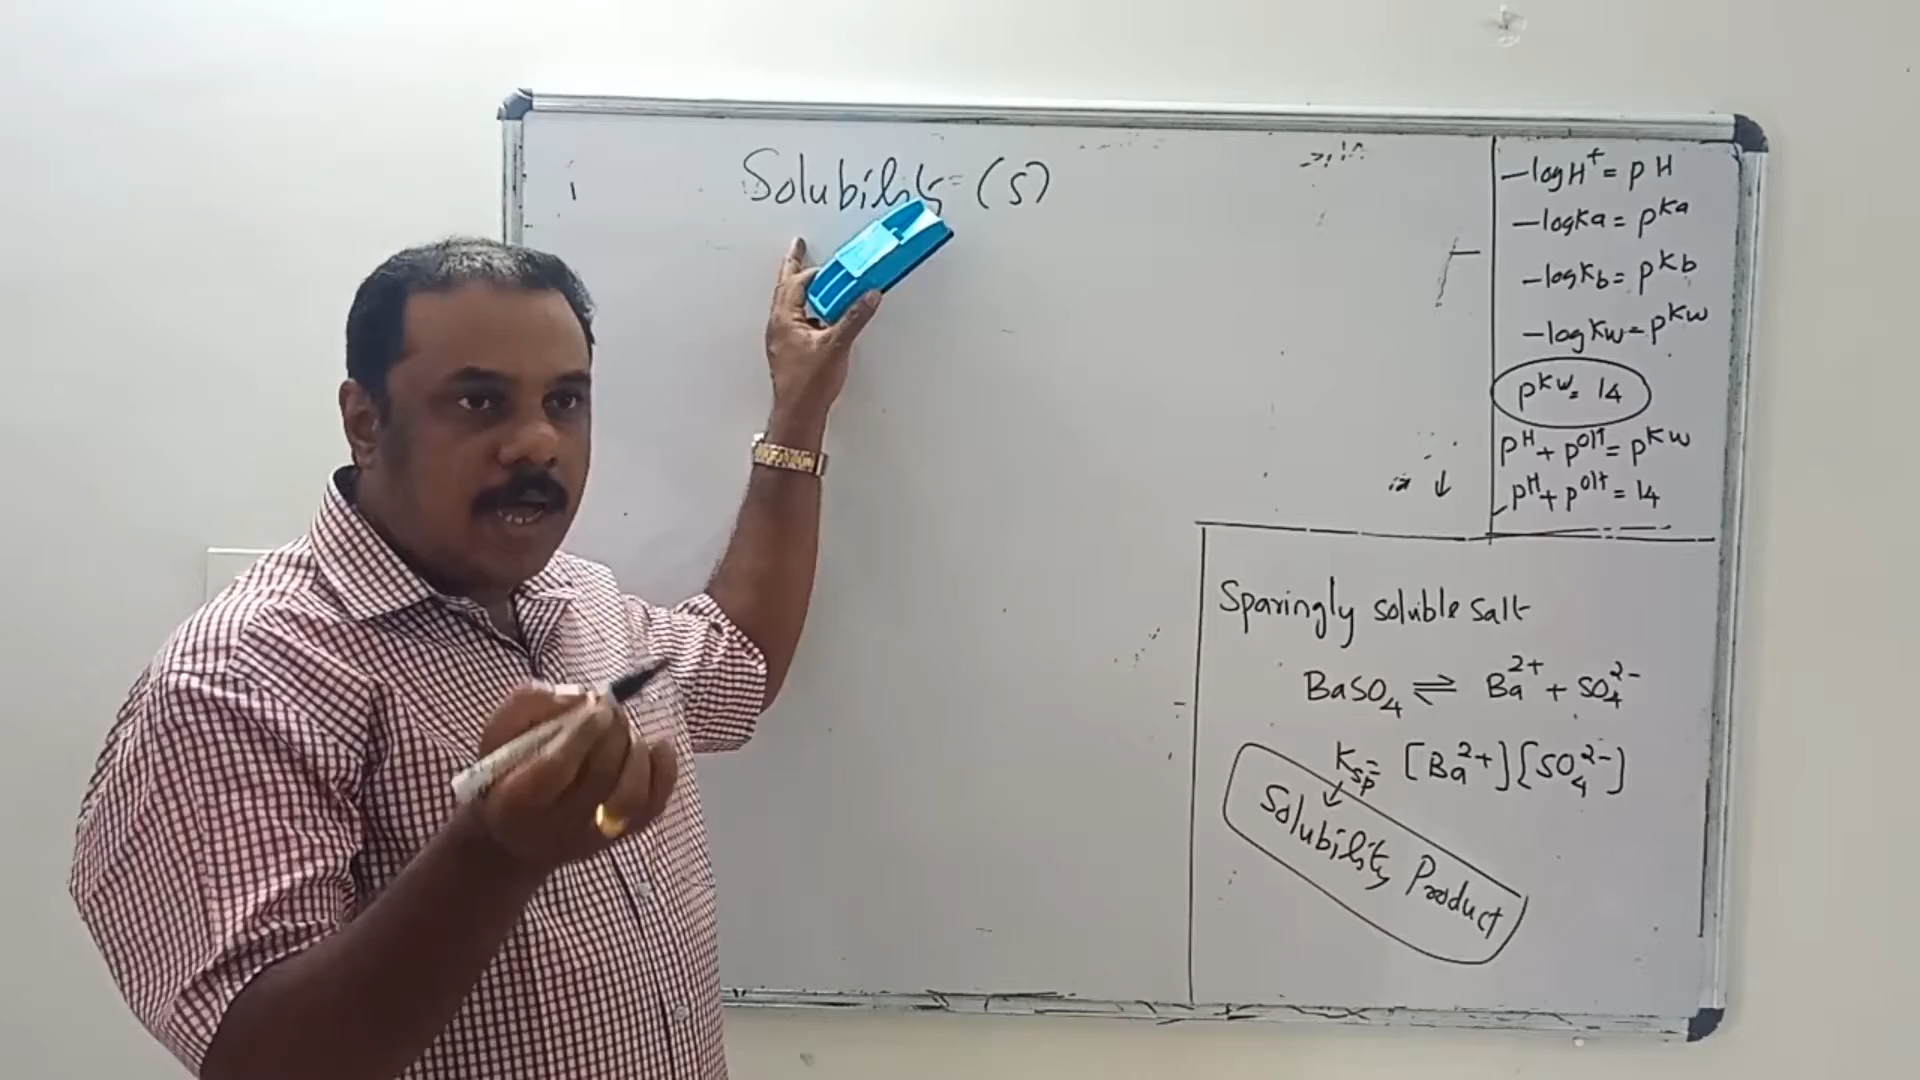 Solubility (S)
-log H⁺ = pH
-log Ka = pKa
-log Kb = pKb
-log Kw = pKw
pKw = 14
pH + pOH = pKw
pH + pOH = 14
Sparingly soluble salt
BaSO₄ ⇌ Ba²⁺ + SO₄²⁻
Ksp = [Ba²⁺][SO₄²⁻]
Solubility Product